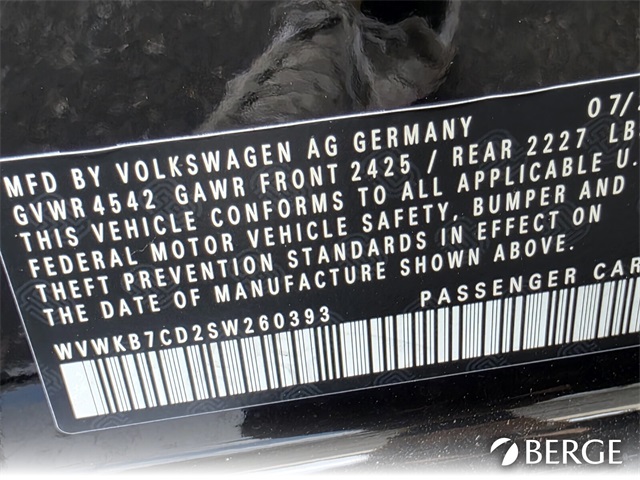 MFD BY VOLKSWAGEN AG GERMANY 07/
GVWR 4542 GAWR FRONT 2425 / REAR 2227 LB
THIS VEHICLE CONFORMS TO ALL APPLICABLE U
FEDERAL MOTOR VEHICLE SAFETY, BUMPER AND
THEFT PREVENTION STANDARDS IN EFFECT ON
THE DATE OF MANUFACTURE SHOWN ABOVE.
WVWKB7CD2SW260393 PASSENGER CAR
BERGE